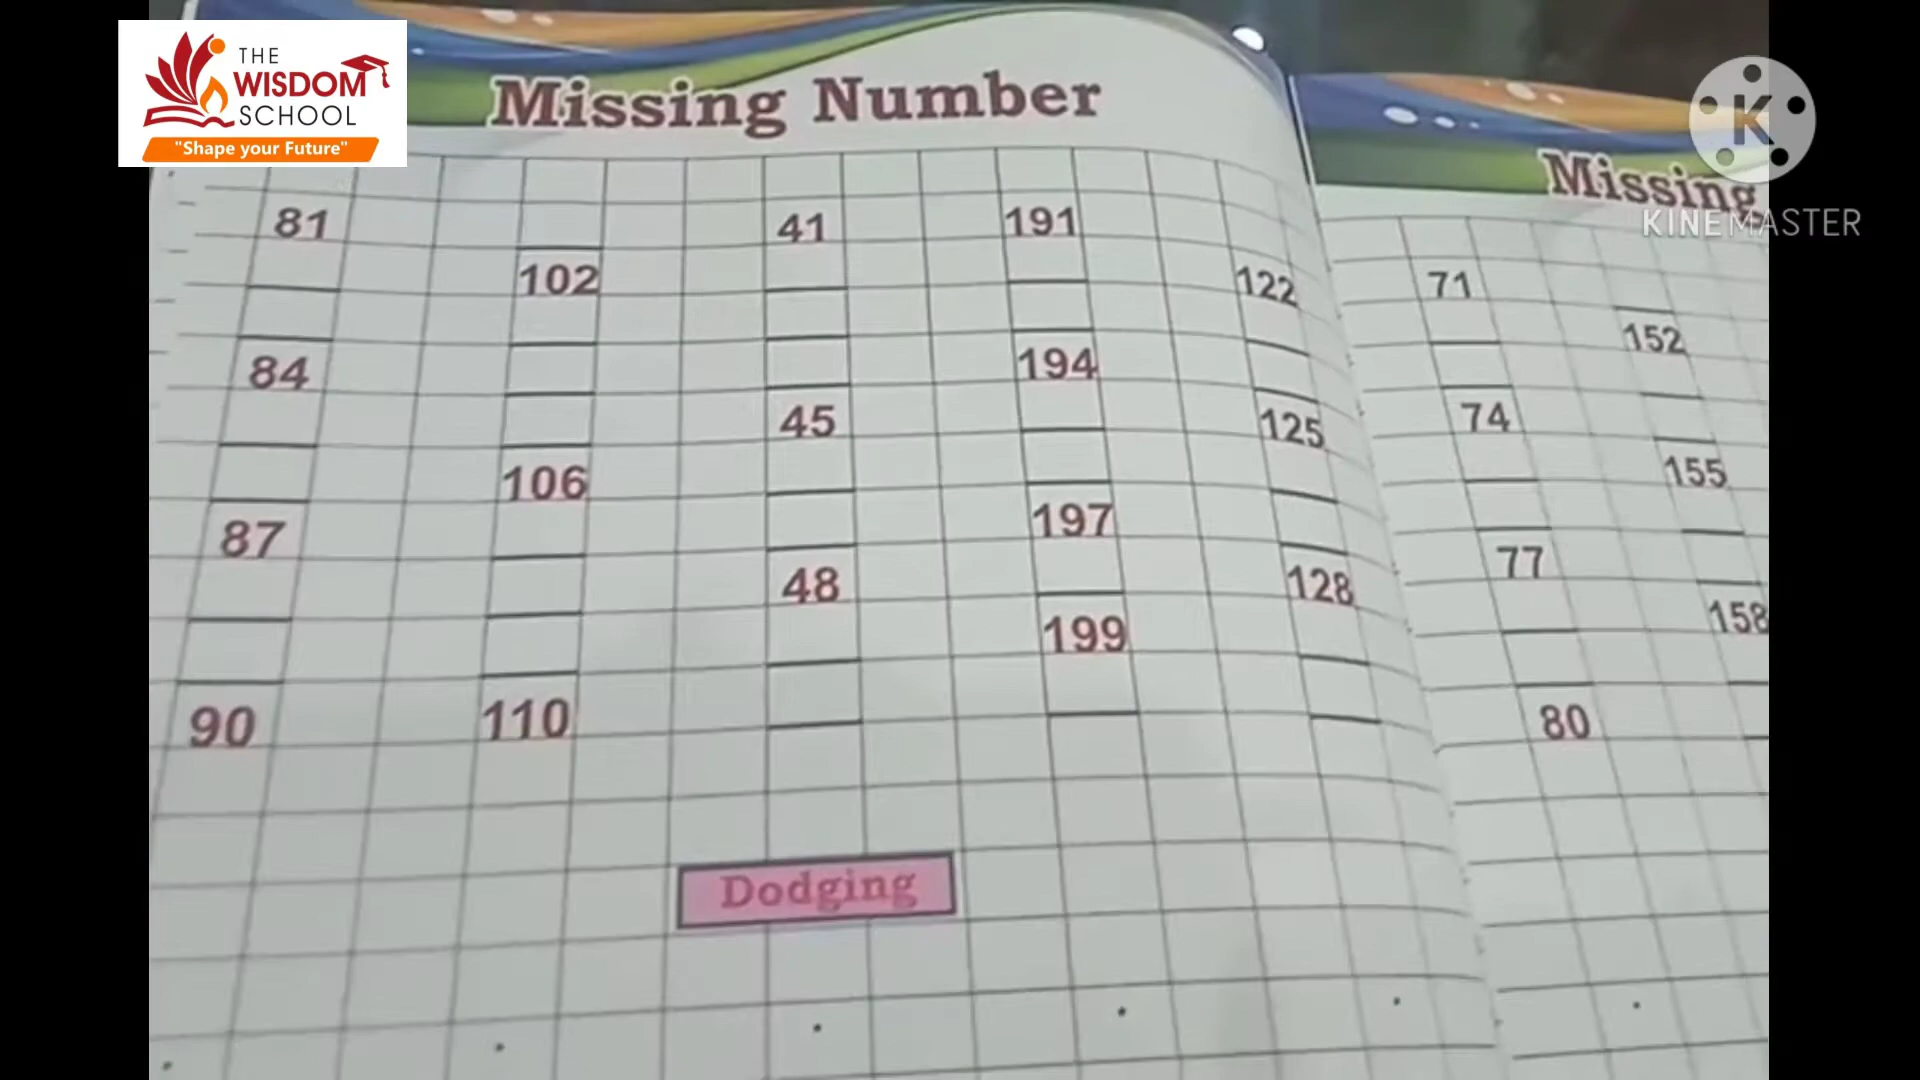 THE
WISDOM
SCHOOL
"Shape your Future"
K
KINEMASTER
Missing Number
81 41 191
102 122
84 194
45 125
106
87 197
48 128
199
90 110
Dodging
Missing
71
152
74
155
77
158
80